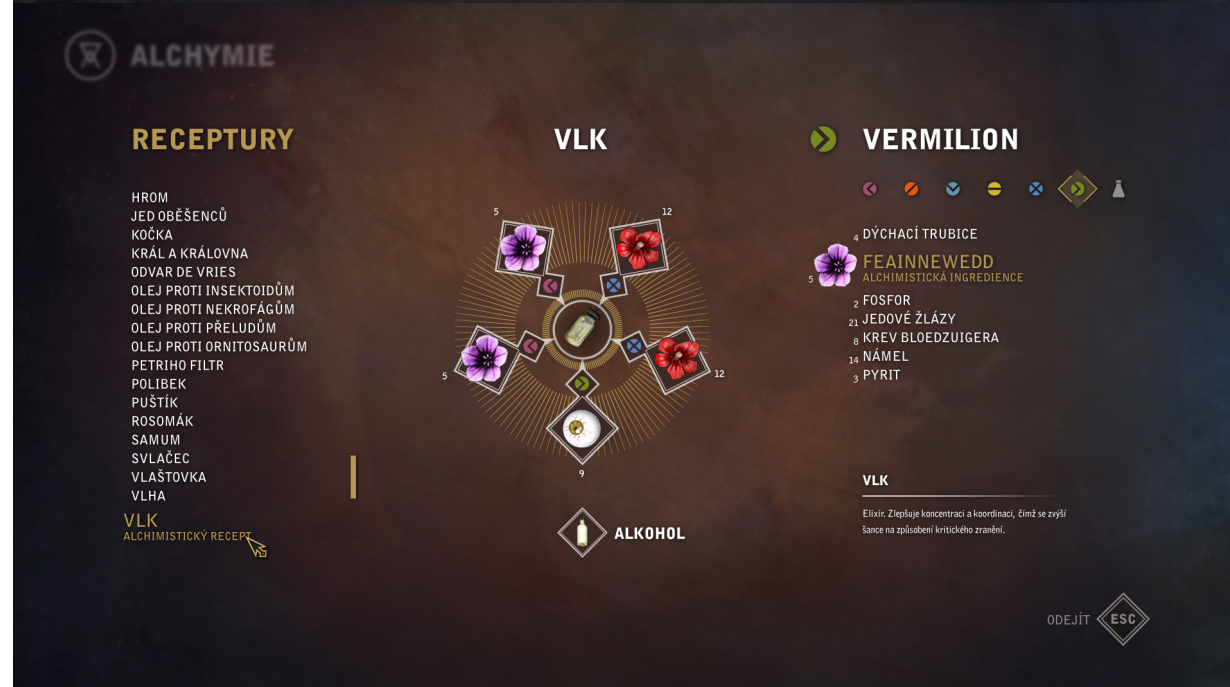 ALCHYMIE
RECEPTURY
HROM
JED OBĚŠENCŮ
KOČKA
KRÁL A KRÁLOVNA
ODVAR DE VRIES
OLEJ PROTI INSEKTOIDŮM
OLEJ PROTI NEKROFÁGŮM
OLEJ PROTI PŘELUDŮM
OLEJ PROTI ORNITOSAURŮM
PETRIHO FILTR
POLIBEK
PUŠTÍK
ROSOMÁK
SAMUM
SVLAČEC
VLAŠTOVKA
VLHA
VLK
ALCHIMISTICKÝ RECEPT
VLK
5
12
5
12
9
ALKOHOL
VERMILION
4 DÝCHACÍ TRUBICE
5 FEAINNEWEDD
ALCHIMISTICKÁ INGREDIENCE
2 FOSFOR
21 JEDOVÉ ŽLÁZY
8 KREV BLOEDZUIGERA
14 NÁMEL
3 PYRIT
VLK
Elixír. Zlepšuje koncentraci a koordinaci, čímž se zvýší
šance na způsobení kritického zranění.
ODEJÍT ESC